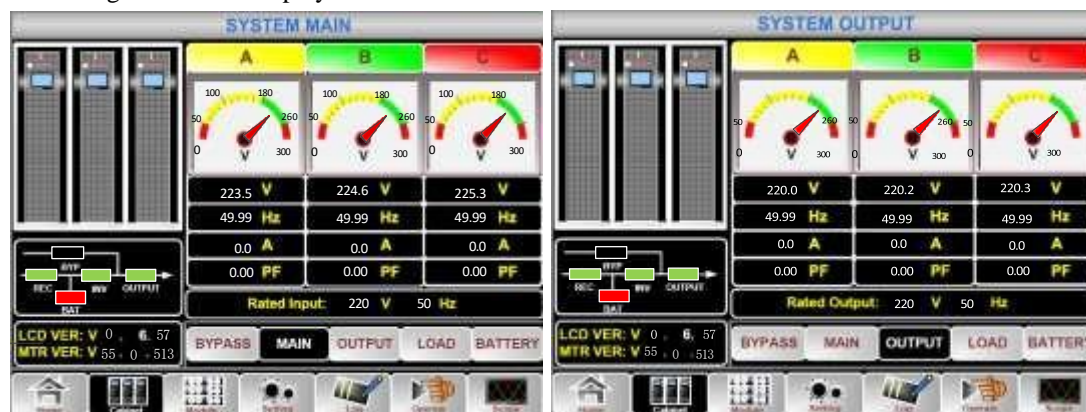 SYSTEM MAIN
A B C
100 180 100 180 100 180
50 260 50 260 50 260
0 V 300 V 300 V 300
223.5 V 224.6 V 225.3 V
49.99 Hz 49.99 Hz 49.99 Hz
0.0 A 0.0 A 0.0 A
0.00 PF 0.00 PF 0.00 PF
BYP
REC INV OUTPUT
BAT
Rated Input: 220 V 50 Hz
LCD VER: V 0 . 6. 57
MTR VER: V 55 . 0 .513
BYPASS MAIN OUTPUT LOAD BATTERY
Cabinet
SYSTEM OUTPUT
A B C
50 260 260 50
0 V 300 0 V 300 0 V 300
220.0 V 220.2 V 220.3 V
49.99 Hz 49.99 Hz 49.99 Hz
0.0 A 0.0 A 0.0 A
0.00 PF 0.00 PF 0.00 PF
BYP
REC INV OUTPUT
BAT
Rated Output: 220 V 50 Hz
LCD VER: V 0 . 6. 57
MTR VER: V 55 . 0 .513
BYPASS MAIN OUTPUT LOAD BATTERY
Cabinet